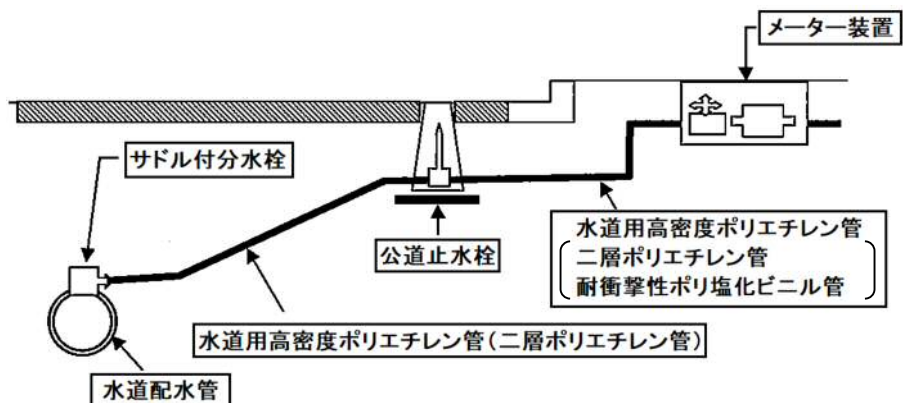 メーター装置
サドル付分水栓
公道止水栓
水道用高密度ポリエチレン管
二層ポリエチレン管
耐衝撃性ポリ塩化ビニル管
水道用高密度ポリエチレン管(二層ポリエチレン管)
水道配水管